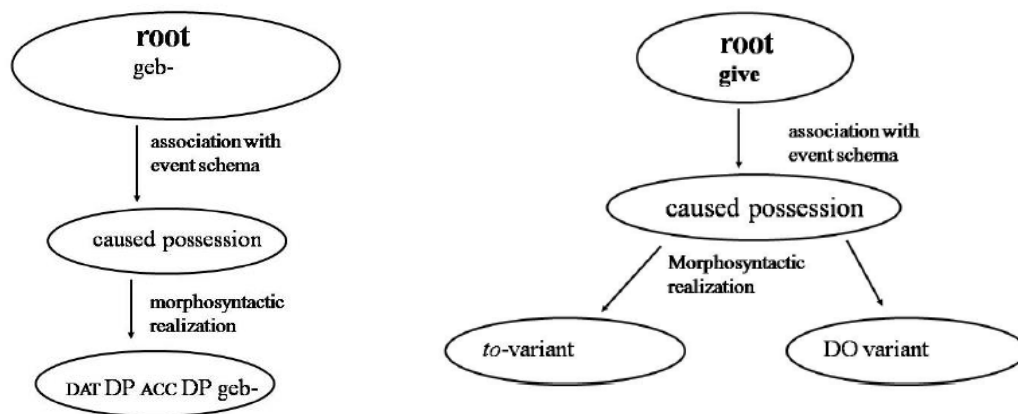 root
geb-
association with
event schema
caused possession
morphosyntactic
realization
DAT DP ACC DP geb-
root
give
association with
event schema
caused possession
Morphosyntactic
realization
to-variant
DO variant